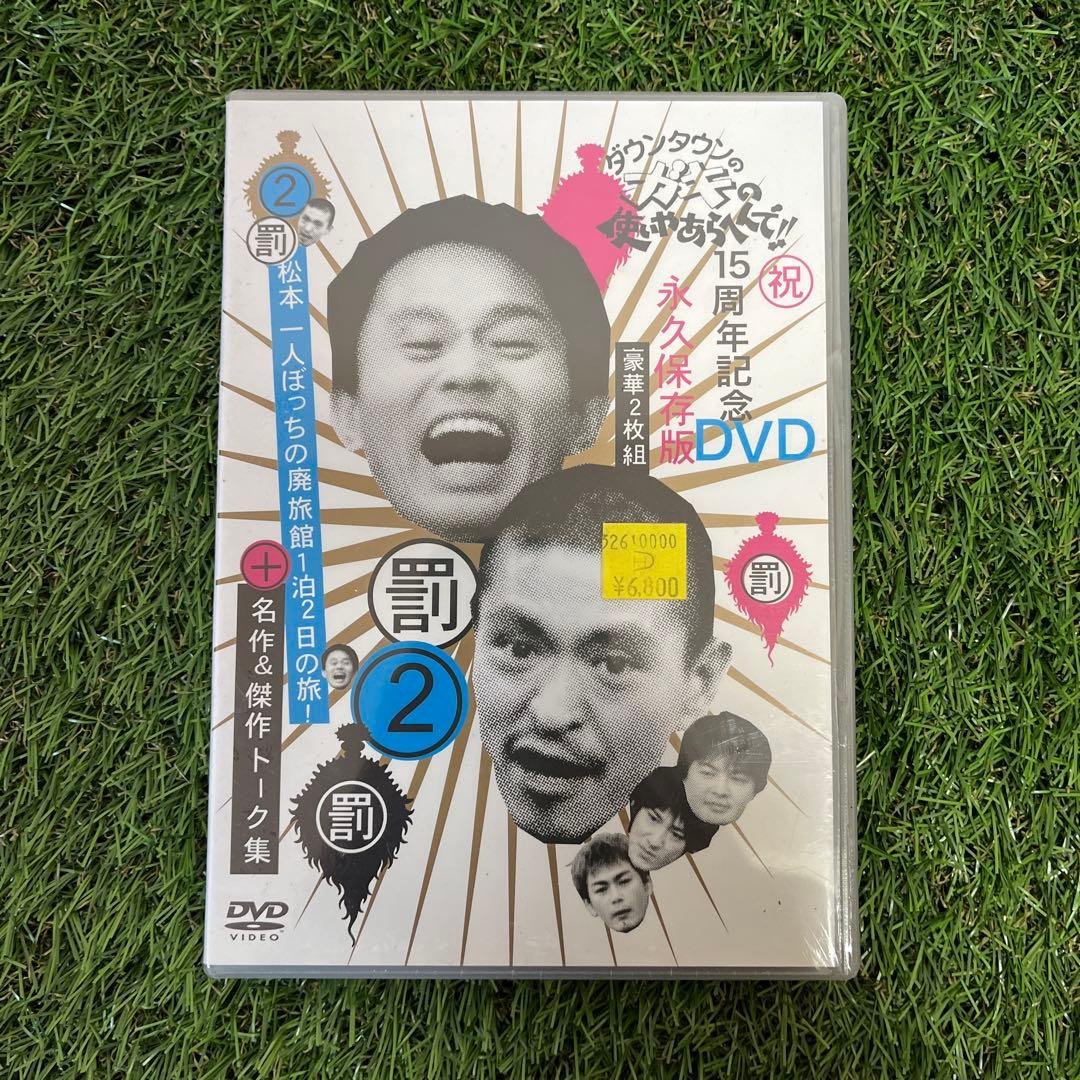 ダウンタウンの
ガキの
使いやあらへんで!!
15周年記念
DVD
祝
永久保存版
豪華2枚組
2
罰
松本 一人ぼっちの廃旅館1泊2日の旅!
+
名作&傑作トーク集
罰
2
罰
罰
32610000
¥6,800
DVD
VIDEO